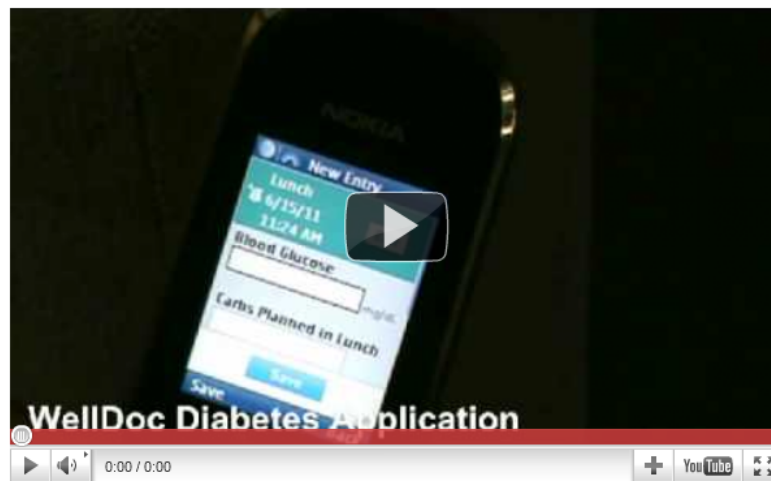 NOKIA
New Entry
Lunch
6/15/11
11:24 AM
Blood Glucose
mg/dL
Carbs Planned in Lunch
Save
Save
Back
WellDoc Diabetes Application
0:00 / 0:00
YouTube